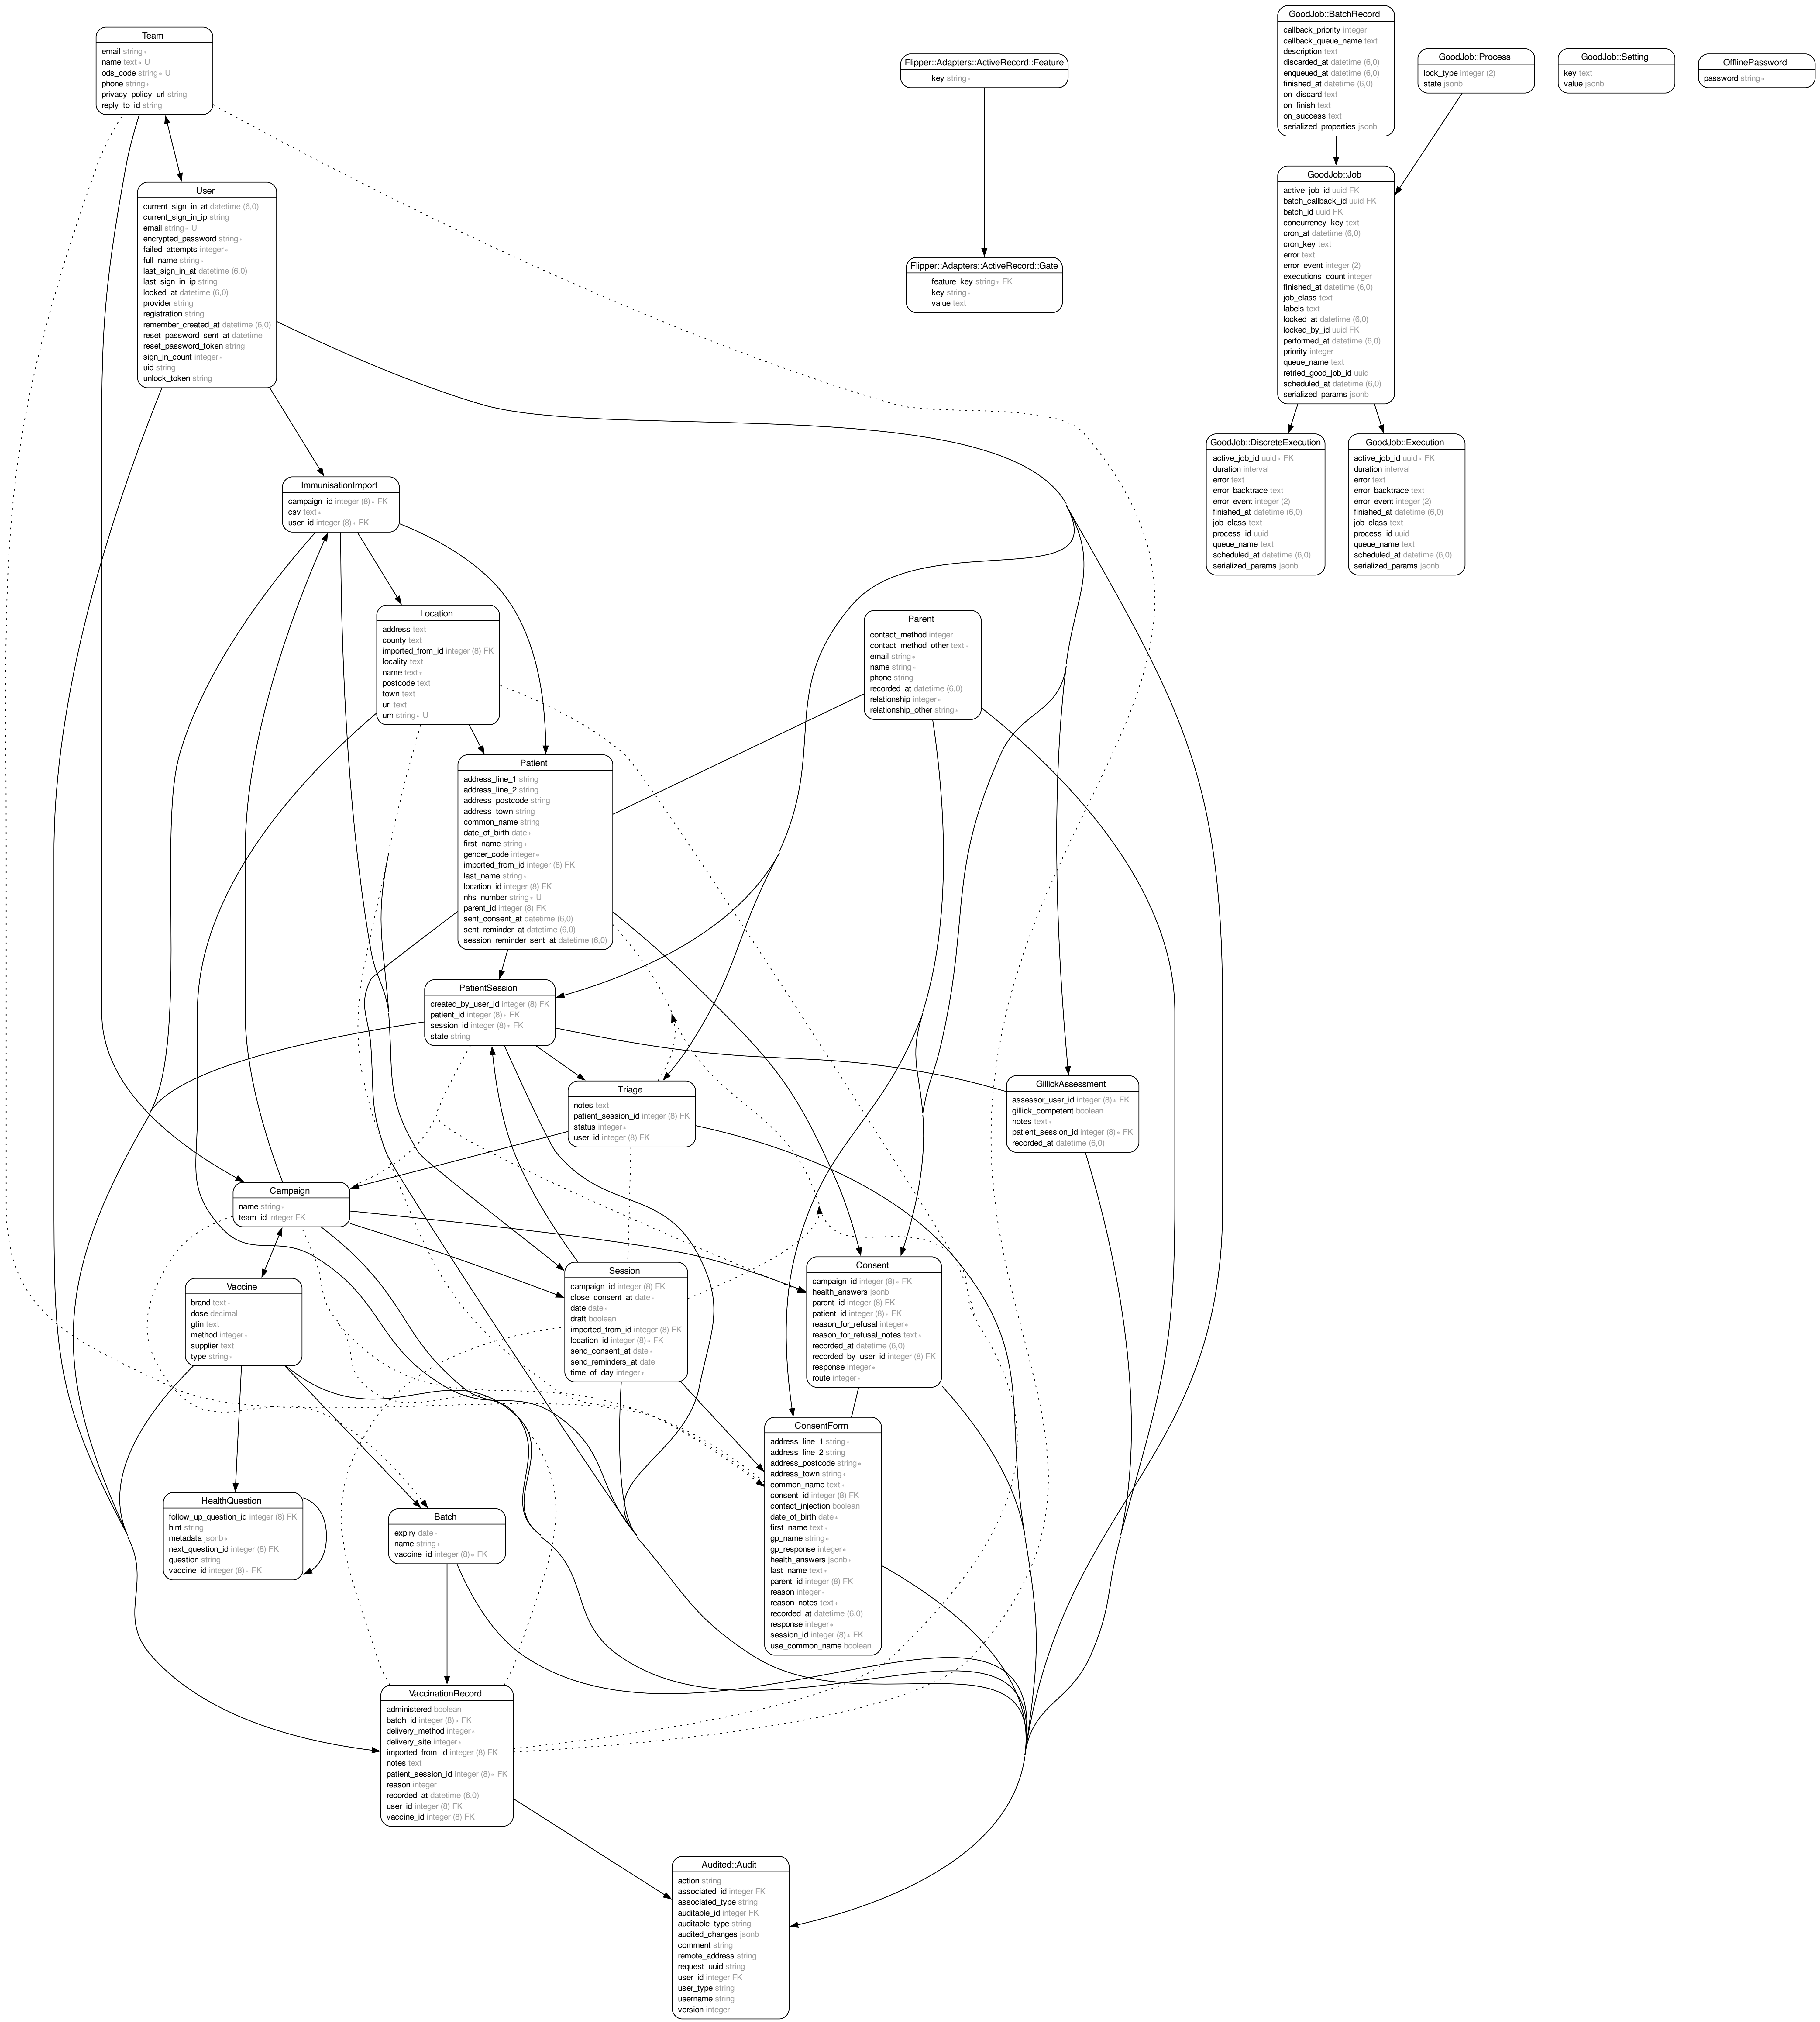 Team
email string ∗
name text ∗ U
ods_code string ∗ U
phone string ∗
privacy_policy_url string
reply_to_id string
User
current_sign_in_at datetime (6,0)
current_sign_in_ip string
email string ∗ U
encrypted_password string ∗
failed_attempts integer ∗
full_name string ∗
last_sign_in_at datetime (6,0)
last_sign_in_ip string
locked_at datetime (6,0)
provider string
registration string
remember_created_at datetime (6,0)
reset_password_sent_at datetime
reset_password_token string
sign_in_count integer ∗
uid string
unlock_token string
Flipper::Adapters::ActiveRecord::Feature
key string ∗
Flipper::Adapters::ActiveRecord::Gate
feature_key string ∗ FK
key string ∗
value text
GoodJob::BatchRecord
callback_priority integer
callback_queue_name text
description text
discarded_at datetime (6,0)
enqueued_at datetime (6,0)
finished_at datetime (6,0)
on_discard text
on_finish text
on_success text
serialized_properties jsonb
GoodJob::Process
lock_type integer (2)
state jsonb
GoodJob::Setting
key text
value jsonb
OfflinePassword
password string ∗
GoodJob::Job
active_job_id uuid FK
batch_callback_id uuid FK
batch_id uuid FK
concurrency_key text
cron_at datetime (6,0)
cron_key text
error text
error_event integer (2)
executions_count integer
finished_at datetime (6,0)
job_class text
labels text
locked_at datetime (6,0)
locked_by_id uuid FK
performed_at datetime (6,0)
priority integer
queue_name text
retried_good_job_id uuid
scheduled_at datetime (6,0)
serialized_params jsonb
GoodJob::DiscreteExecution
active_job_id uuid ∗ FK
duration interval
error text
error_backtrace text
error_event integer (2)
finished_at datetime (6,0)
job_class text
process_id uuid
queue_name text
scheduled_at datetime (6,0)
serialized_params jsonb
GoodJob::Execution
active_job_id uuid ∗ FK
duration interval
error text
error_backtrace text
error_event integer (2)
finished_at datetime (6,0)
job_class text
process_id uuid
queue_name text
scheduled_at datetime (6,0)
serialized_params jsonb
ImmunisationImport
campaign_id integer (8) ∗ FK
csv text ∗
user_id integer (8) ∗ FK
Location
address text
county text
imported_from_id integer (8) FK
locality text
name text ∗
postcode text
town text
url text
urn string ∗ U
Parent
contact_method integer
contact_method_other text ∗
email string ∗
name string ∗
phone string
recorded_at datetime (6,0)
relationship integer ∗
relationship_other string ∗
Patient
address_line_1 string
address_line_2 string
address_postcode string
address_town string
common_name string
date_of_birth date ∗
first_name string ∗
gender_code integer ∗
imported_from_id integer (8) FK
last_name string ∗
location_id integer (8) FK
nhs_number string ∗ U
parent_id integer (8) FK
sent_consent_at datetime (6,0)
sent_reminder_at datetime (6,0)
session_reminder_sent_at datetime (6,0)
PatientSession
created_by_user_id integer (8) FK
patient_id integer (8) ∗ FK
session_id integer (8) ∗ FK
state string
Triage
notes text
patient_session_id integer (8) FK
status integer ∗
user_id integer (8) FK
GillickAssessment
assessor_user_id integer (8) ∗ FK
gillick_competent boolean
notes text ∗
patient_session_id integer (8) ∗ FK
recorded_at datetime (6,0)
Campaign
name string ∗
team_id integer FK
Vaccine
brand text ∗
dose decimal
gtin text
method integer ∗
supplier text
type string ∗
Session
campaign_id integer (8) FK
close_consent_at date ∗
date date ∗
draft boolean
imported_from_id integer (8) FK
location_id integer (8) ∗ FK
send_consent_at date ∗
send_reminders_at date
time_of_day integer ∗
Consent
campaign_id integer (8) ∗ FK
health_answers jsonb
parent_id integer (8) FK
patient_id integer (8) ∗ FK
reason_for_refusal integer ∗
reason_for_refusal_notes text ∗
recorded_at datetime (6,0)
recorded_by_user_id integer (8) FK
response integer ∗
route integer ∗
ConsentForm
address_line_1 string ∗
address_line_2 string
address_postcode string ∗
address_town string ∗
common_name text ∗
consent_id integer (8) FK
contact_injection boolean
date_of_birth date ∗
first_name text ∗
gp_name string ∗
gp_response integer ∗
health_answers jsonb ∗
last_name text ∗
parent_id integer (8) FK
reason integer ∗
reason_notes text ∗
recorded_at datetime (6,0)
response integer ∗
session_id integer (8) ∗ FK
use_common_name boolean
HealthQuestion
follow_up_question_id integer (8) FK
hint string
metadata jsonb ∗
next_question_id integer (8) FK
question string
vaccine_id integer (8) ∗ FK
Batch
expiry date ∗
name string ∗
vaccine_id integer (8) ∗ FK
VaccinationRecord
administered boolean
batch_id integer (8) ∗ FK
delivery_method integer ∗
delivery_site integer ∗
imported_from_id integer (8) FK
notes text
patient_session_id integer (8) ∗ FK
reason integer
recorded_at datetime (6,0)
user_id integer (8) FK
vaccine_id integer (8) FK
Audited::Audit
action string
associated_id integer FK
associated_type string
auditable_id integer FK
auditable_type string
audited_changes jsonb
comment string
remote_address string
request_uuid string
user_id integer FK
user_type string
username string
version integer